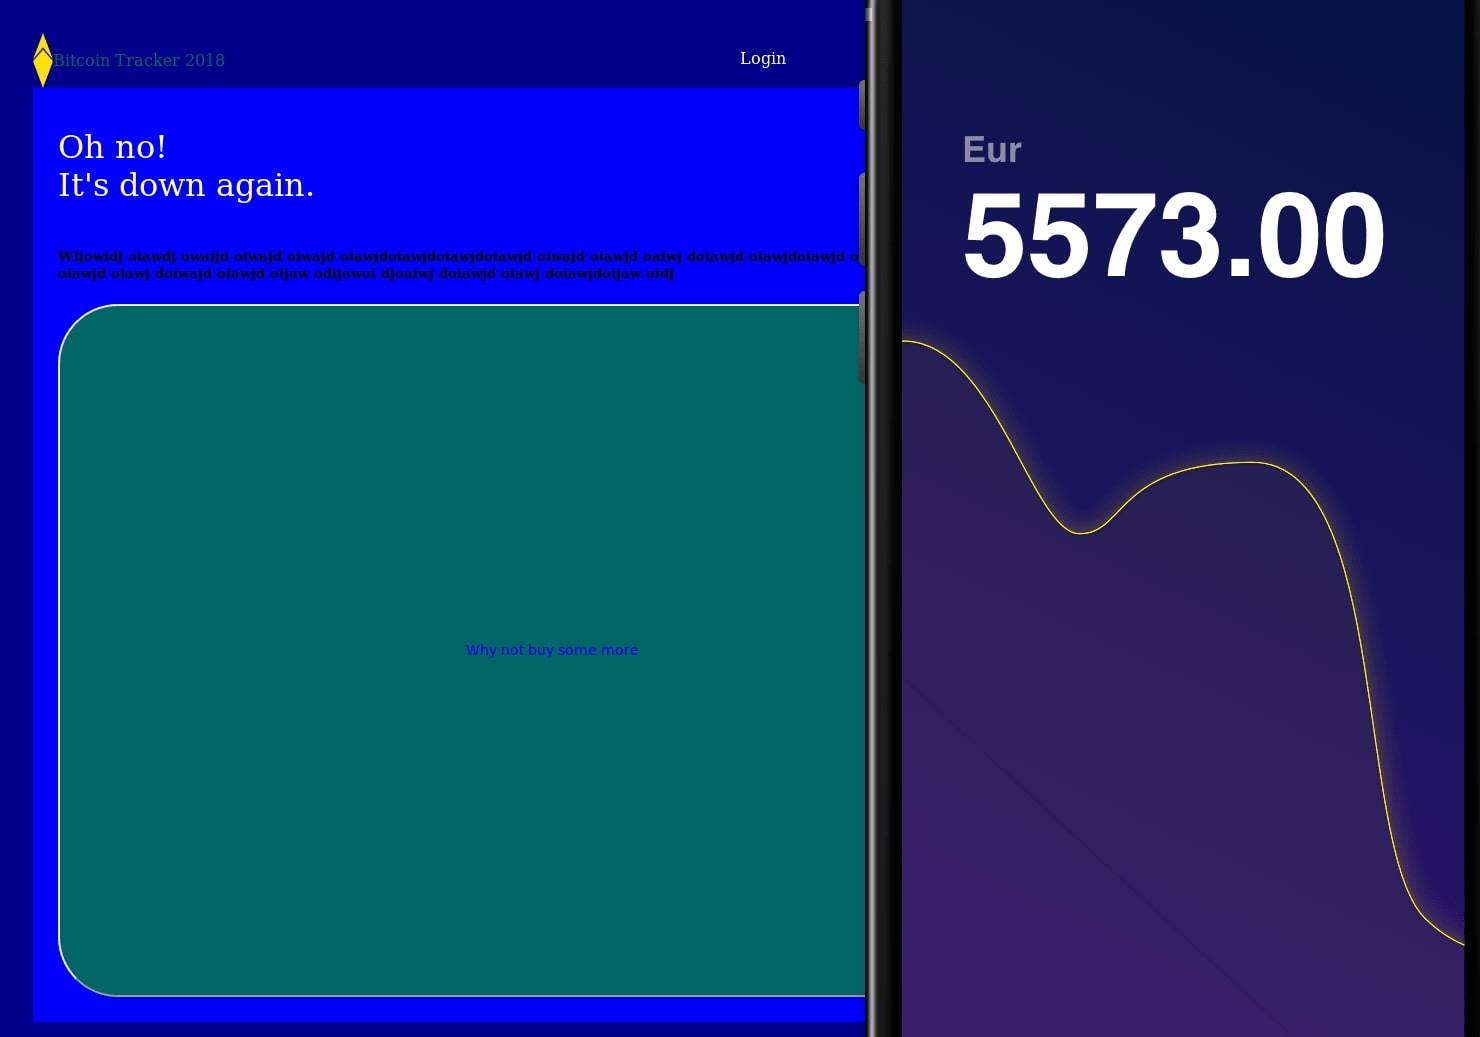 Bitcoin Tracker 2018
Login
Oh no!
It's down again.
WIjowidj oiawdj owaijd oiwajd oiwajd oiawjdoiawjdoiawjdoiawjd oiwajd oiawjd oaiwj doiawjd oiawjdoiawjd
oiawjd oiawj doiwajd oiawjd oijaw odijawoi djoaiwj doiawjd oiawj doiawjdoijaw oidj
Why not buy some more
Eur
5573.00